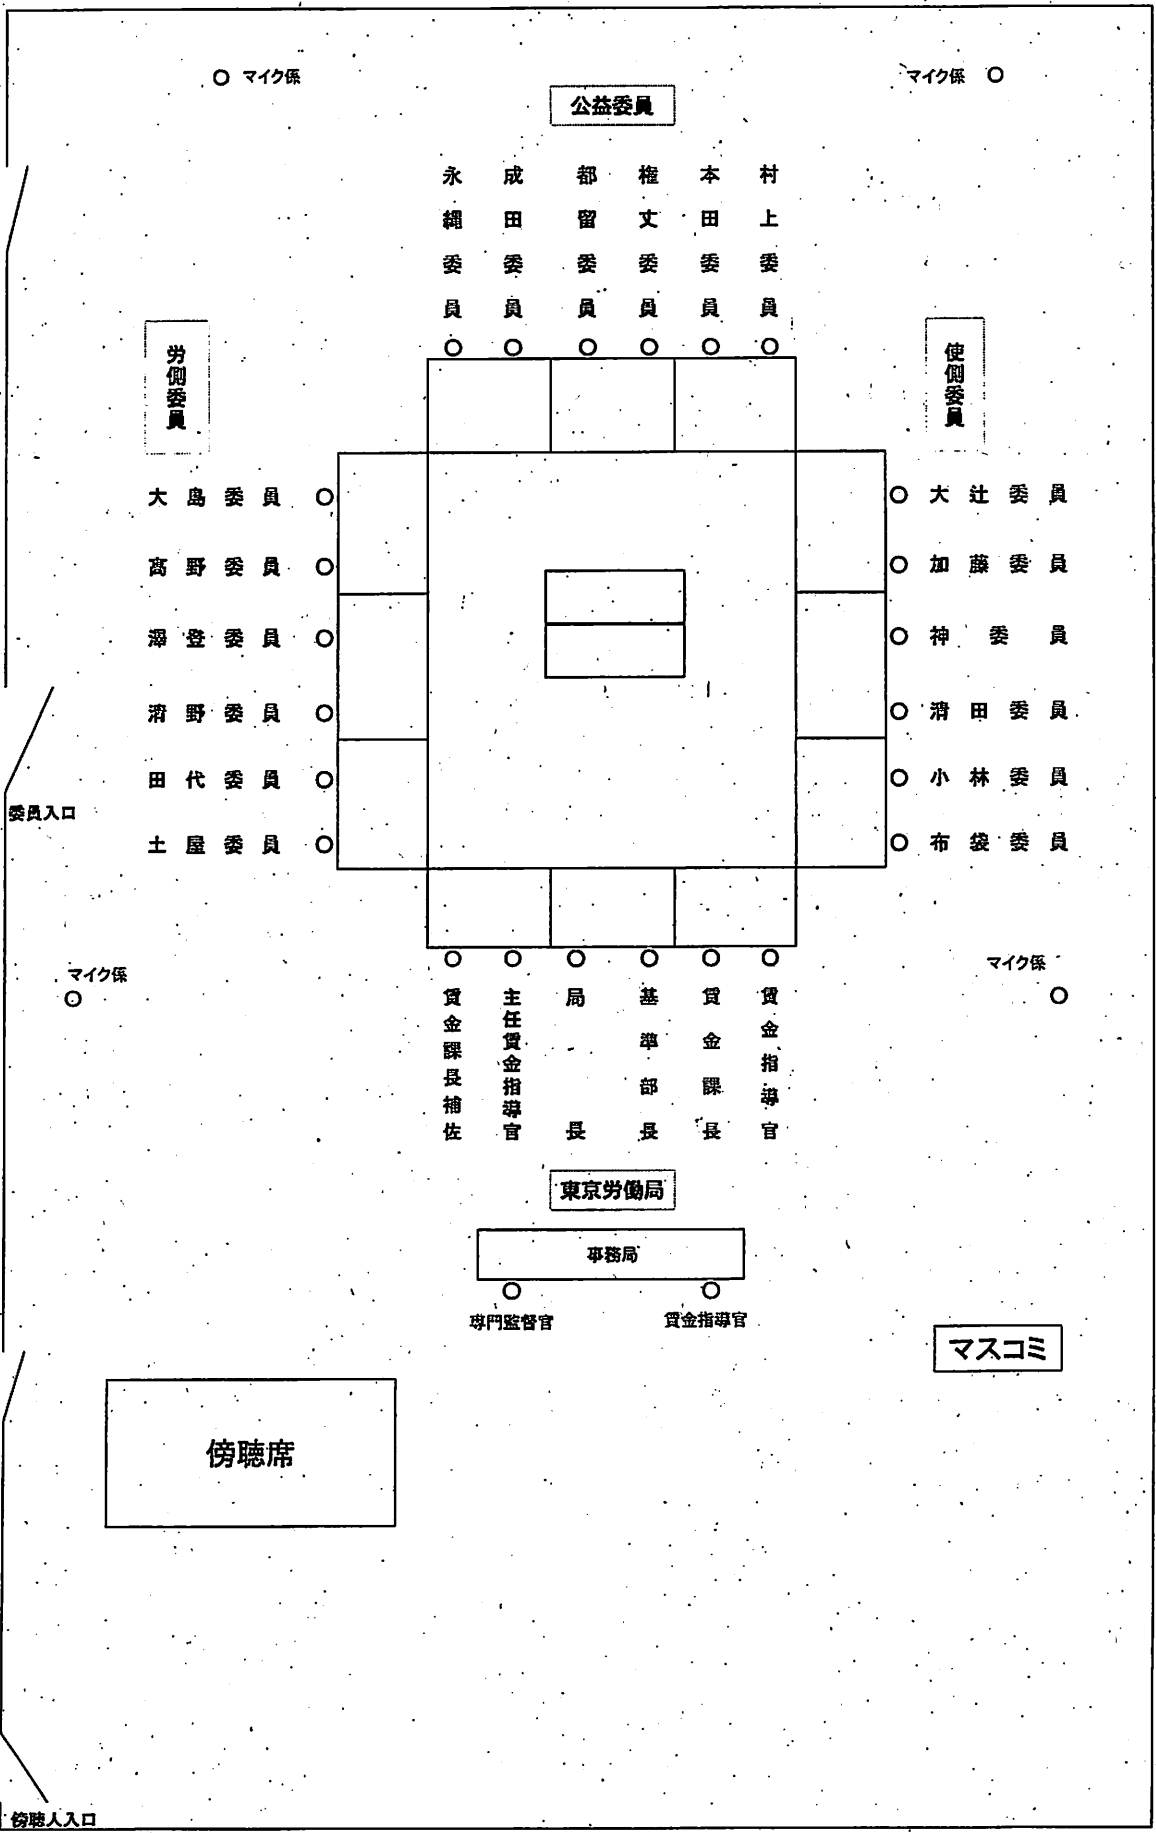 マイク係
マイク係
公益委員
永縄委員
成田委員
都留委員
権丈委員
本田委員
村上委員
労側委員
使側委員
大島委員
大辻委員
髙野委員
加藤委員
澤登委員
神委員
清野委員
清田委員
田代委員
小林委員
委員入口
土屋委員
布袋委員
マイク係
マイク係
賃金課長補佐
主任賃金指導官
局長
基準部長
賃金課長
賃金指導官
東京労働局
事務局
専門監督官
賃金指導官
マスコミ
傍聴席
傍聴人入口